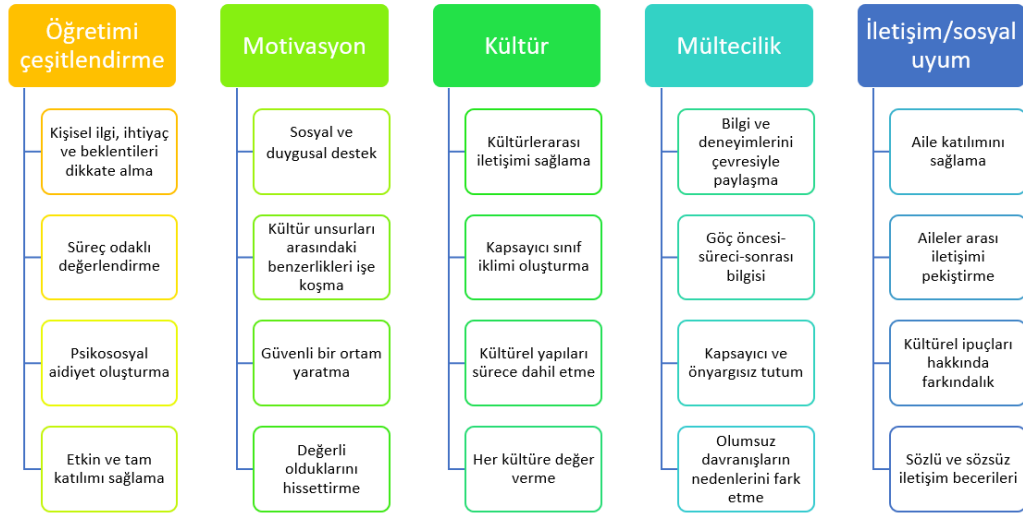 Öğretimi
çeşitlendirme
Kişisel ilgi, ihtiyaç
ve beklentileri
dikkate alma
Süreç odaklı
değerlendirme
Psikososyal
aidiyet oluşturma
Etkin ve tam
katılımı sağlama
Motivasyon
Sosyal ve
duygusal destek
Kültür unsurları
arasındaki
benzerlikleri işe
koşma
Güvenli bir ortam
yaratma
Değerli
olduklarını
hissettirme
Kültür
Kültürlerarası
iletişimi sağlama
Kapsayıcı sınıf
iklimi oluşturma
Kültürel yapıları
sürece dahil etme
Her kültüre değer
verme
Mültecilik
Bilgi ve
deneyimlerini
çevresiyle
paylaşma
Göç öncesi-
süreci-sonrası
bilgisi
Kapsayıcı ve
önyargısız tutum
Olumsuz
davranışların
nedenlerini fark
etme
İletişim/sosyal
uyum
Aile katılımını
sağlama
Aileler arası
iletişimi
pekiştirme
Kültürel ipuçları
hakkında
farkındalık
Sözlü ve sözsüz
iletişim becerileri